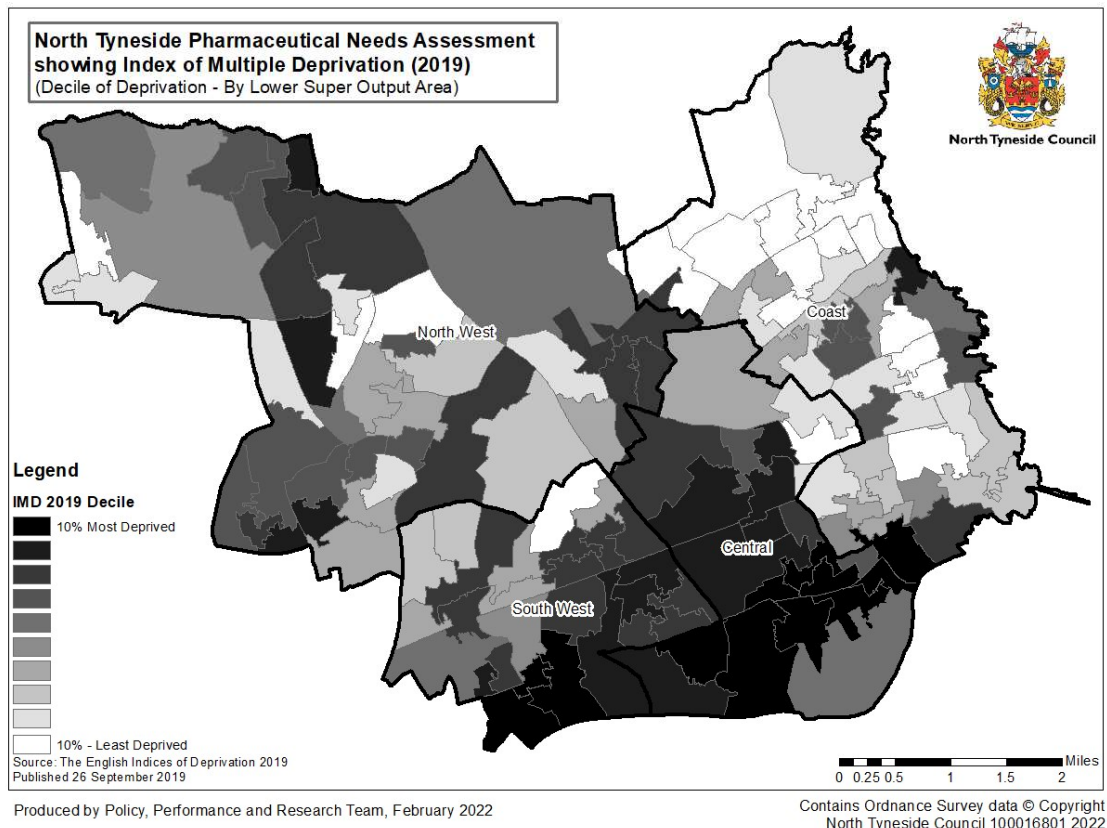 North Tyneside Pharmaceutical Needs Assessment
showing Index of Multiple Deprivation (2019)
(Decile of Deprivation - By Lower Super Output Area)
North Tyneside Council
Coast
North West
Central
South West
Legend
IMD 2019 Decile
10% Most Deprived
10% - Least Deprived
Source: The English Indices of Deprivation 2019
Published 26 September 2019
Miles
0 0.25 0.5 1 1.5 2
Produced by Policy, Performance and Research Team, February 2022
Contains Ordnance Survey data © Copyright
North Tyneside Council 100016801 2022